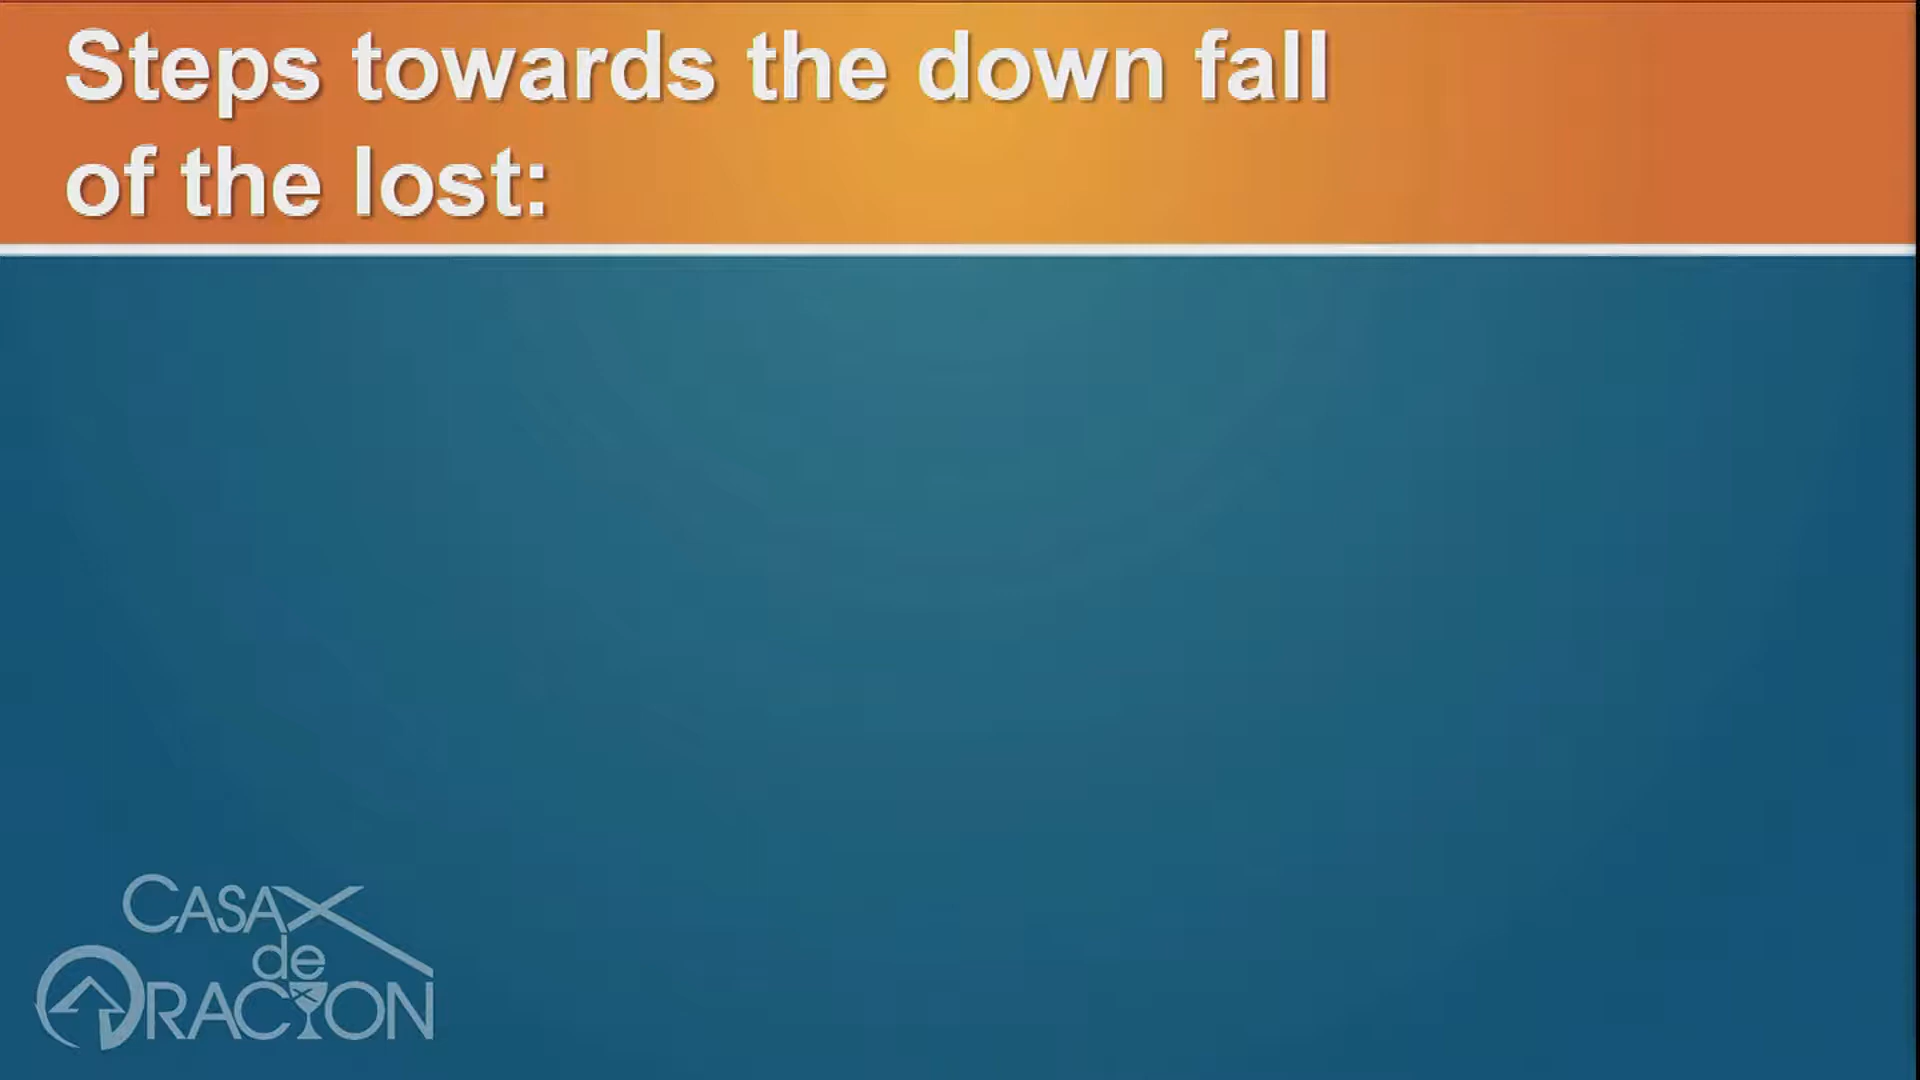 Steps towards the down fall
of the lost:
CASA
de
ORACION